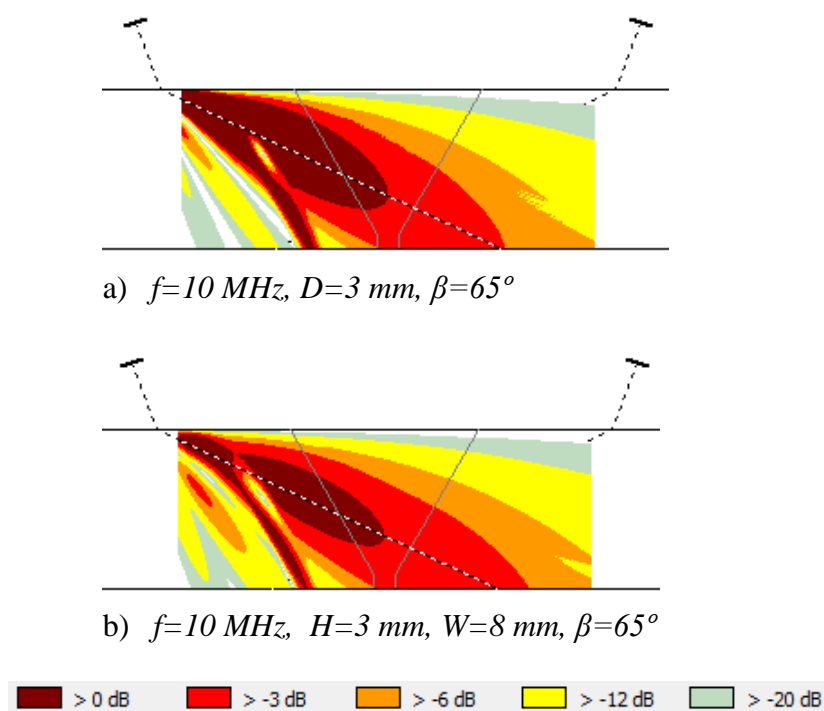 a) f=10 MHz, D=3 mm, β=65º
b) f=10 MHz, H=3 mm, W=8 mm, β=65º
> 0 dB > -3 dB > -6 dB > -12 dB > -20 dB